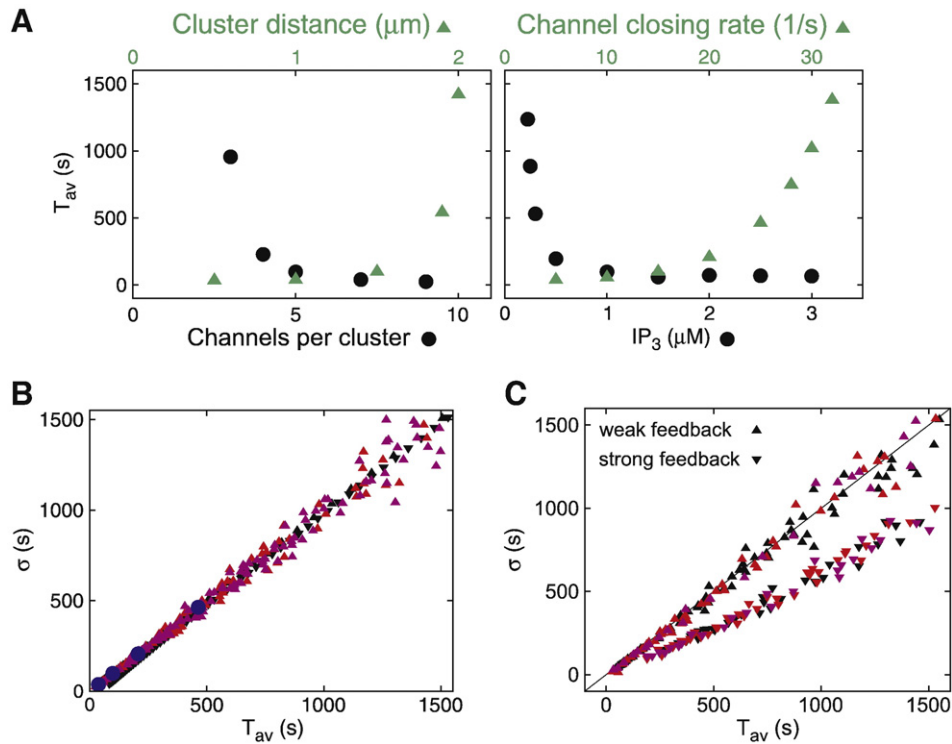 A
Cluster distance (μm) ▲
Channel closing rate (1/s) ▲
0 1 2
0 10 20 30
1500
1000
500
0
T_av (s)
5 10
0 1 2 3
Channels per cluster ●
IP₃ (μM) ●
B
1500
1000
500
0
σ (s)
0 500 1000 1500
T_av (s)
C
weak feedback ▲
strong feedback ▼
1500
1000
500
0
σ (s)
0 500 1000 1500
T_av (s)